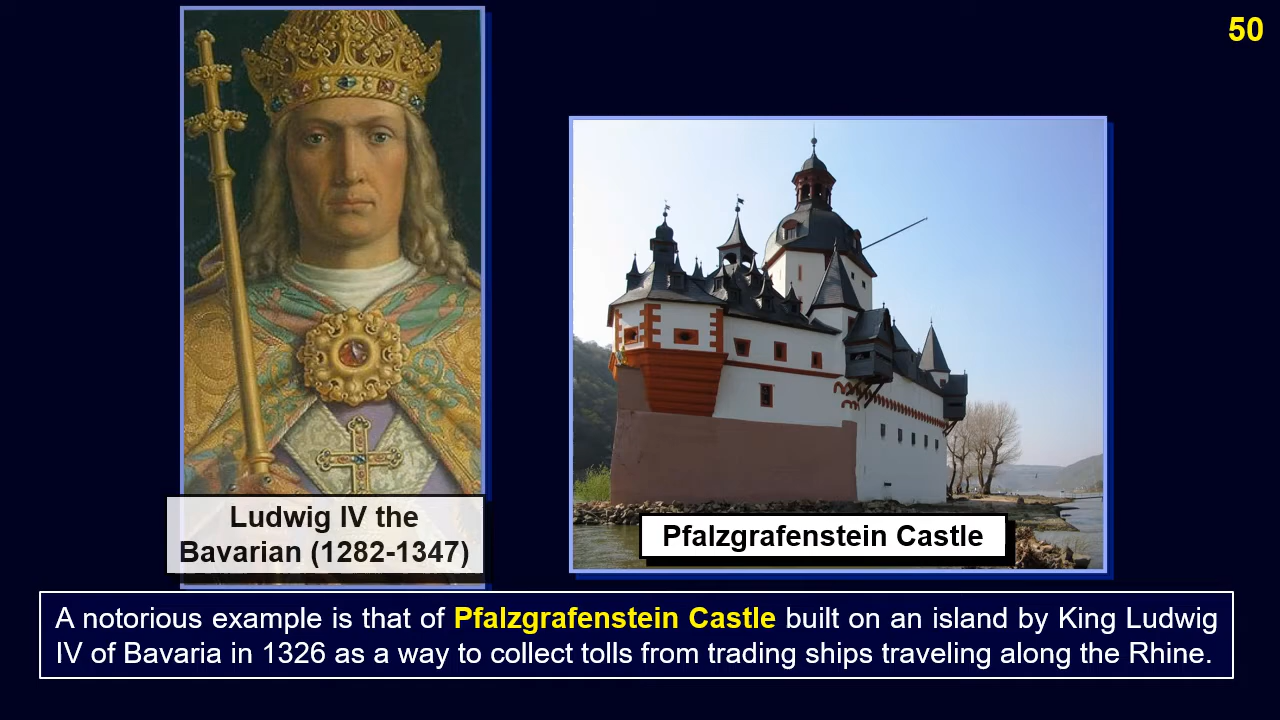 50
Ludwig IV the
Bavarian (1282-1347)
Pfalzgrafenstein Castle
A notorious example is that of Pfalzgrafenstein Castle built on an island by King Ludwig
IV of Bavaria in 1326 as a way to collect tolls from trading ships traveling along the Rhine.